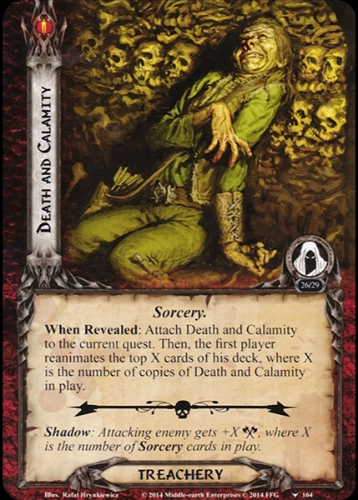 DEATH AND CALAMITY
26/29
Sorcery.
When Revealed: Attach Death and Calamity
to the current quest. Then, the first player
reanimates the top X cards of his deck, where X
is the number of copies of Death and Calamity
in play.
Shadow: Attacking enemy gets +X , where X
is the number of Sorcery cards in play.
TREACHERY
Illus. Rafał Hrynkiewicz © 2014 Middle-earth Enterprises © 2014 FFG 164